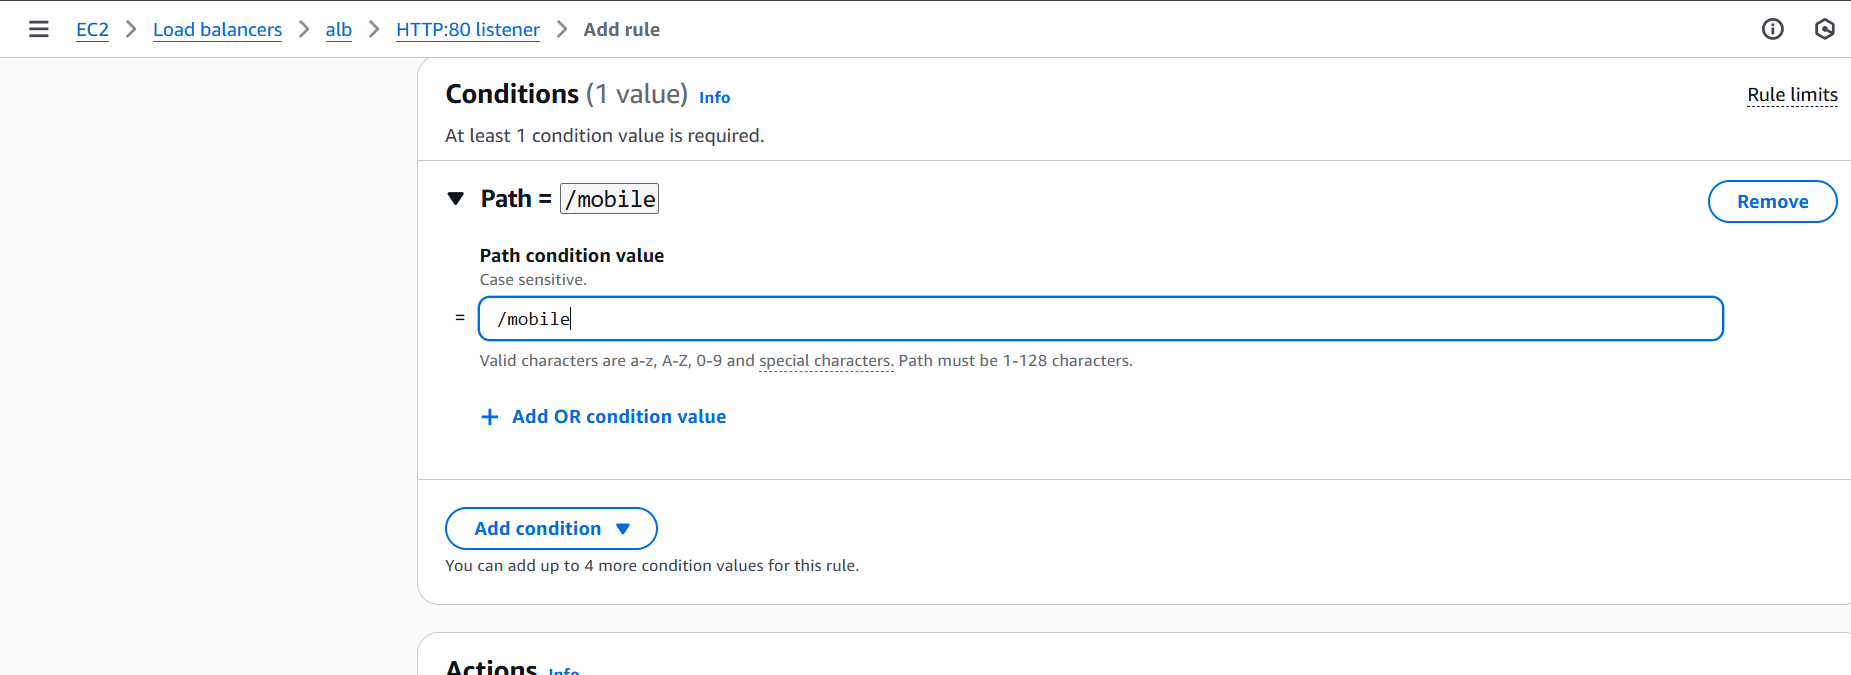 EC2 > Load balancers > alb > HTTP:80 listener > Add rule
Conditions (1 value) Info
Rule limits
At least 1 condition value is required.
Path = /mobile
Remove
Path condition value
Case sensitive.
= /mobile
Valid characters are a-z, A-Z, 0-9 and special characters. Path must be 1-128 characters.
+ Add OR condition value
Add condition
You can add up to 4 more condition values for this rule.
Actions Info